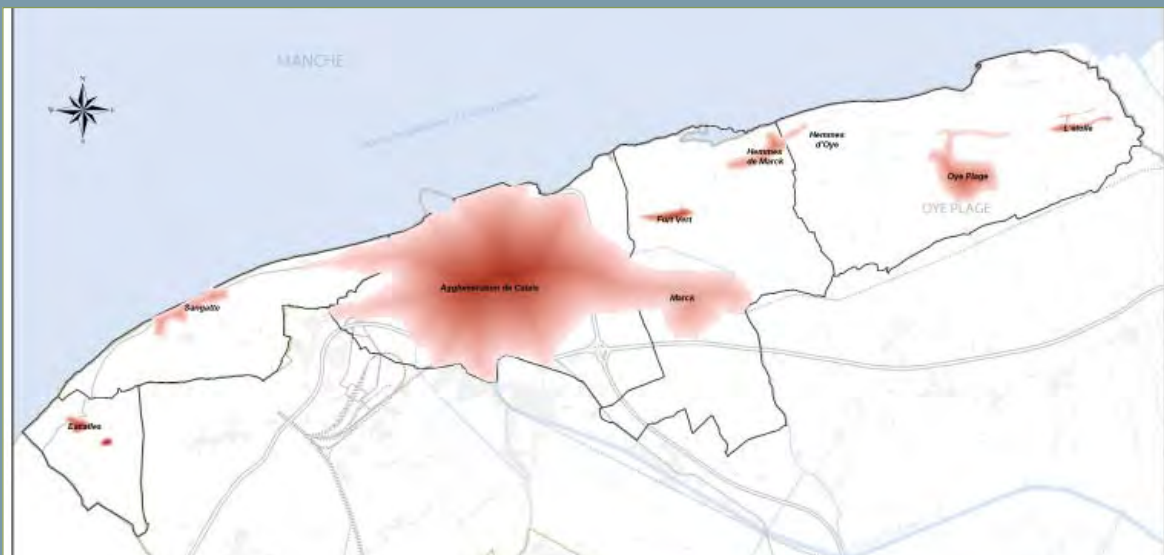 MANCHE
N
L'étoile
Hemmes
d'Oye
Hemmes
de Marck
Oye Plage
OYE PLAGE
Fort Vert
Agglomération de Calais
Marck
Sangatte
Escalles